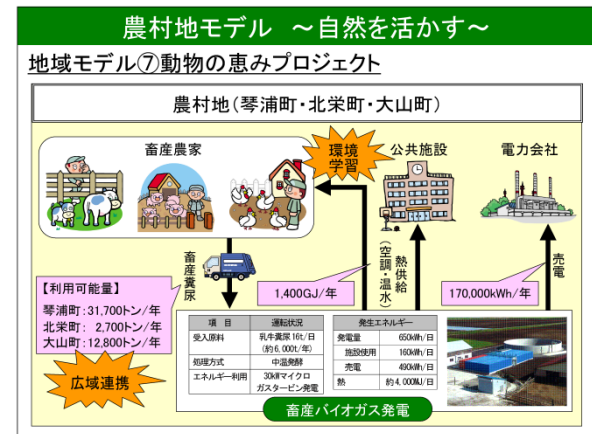 農村地モデル ～自然を活かす～
地域モデル⑦動物の恵みプロジェクト
農村地(琴浦町・北栄町・大山町)
畜産農家
環境
学習
公共施設
電力会社
畜産糞尿
熱供給
(空調・温水)
売電
【利用可能量】
琴浦町:31,700トン/年
北栄町: 2,700トン/年
大山町:12,800トン/年
広域連携
1,400GJ/年
170,000kWh/年
項 目 運転状況
受入原料 乳牛糞尿16t/日
(約6,000t/年)
処理方式 中温発酵
エネルギー利用 30kWマイクロ
ガスタービン発電
発生エネルギー
発電量 650kWh/日
施設使用 160kWh/日
売電 490kWh/日
熱 約4,000MJ/日
畜産バイオガス発電